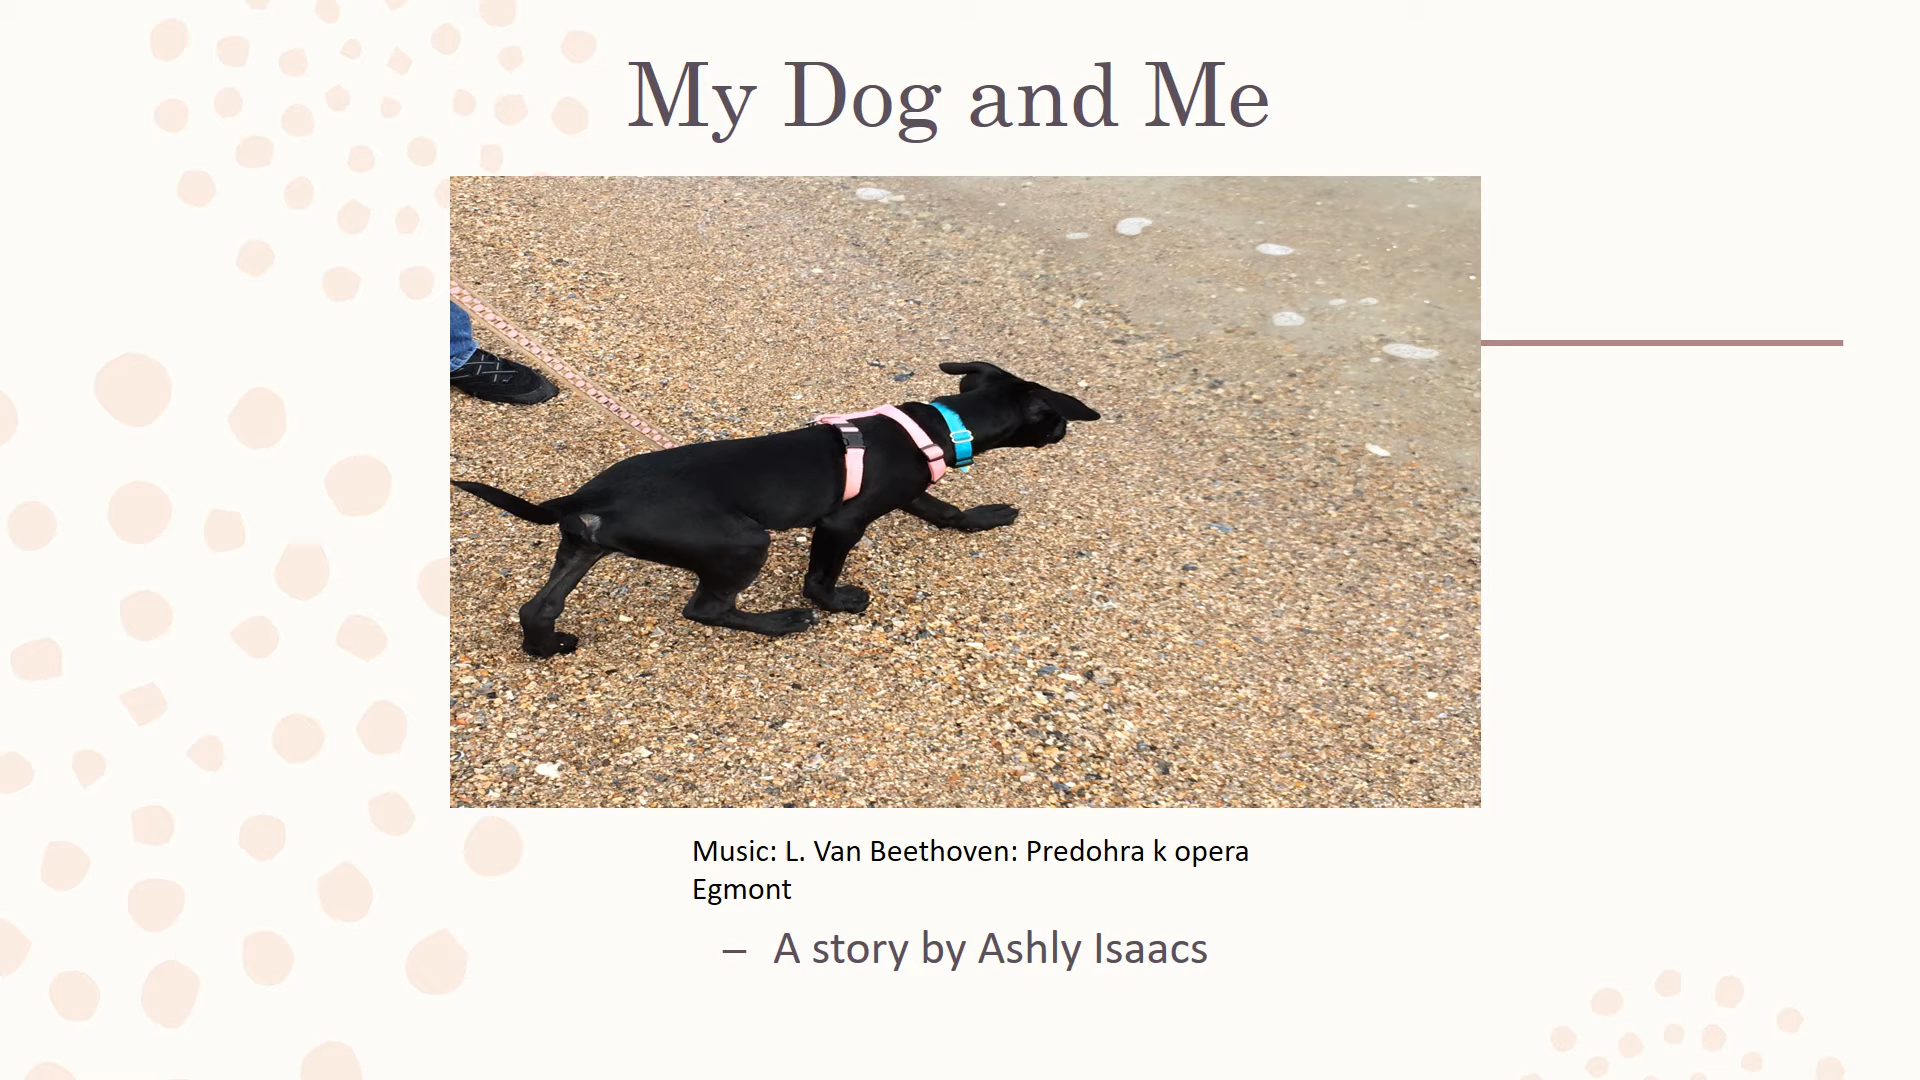 My Dog and Me
Music: L. Van Beethoven: Predohra k opera
Egmont
– A story by Ashly Isaacs